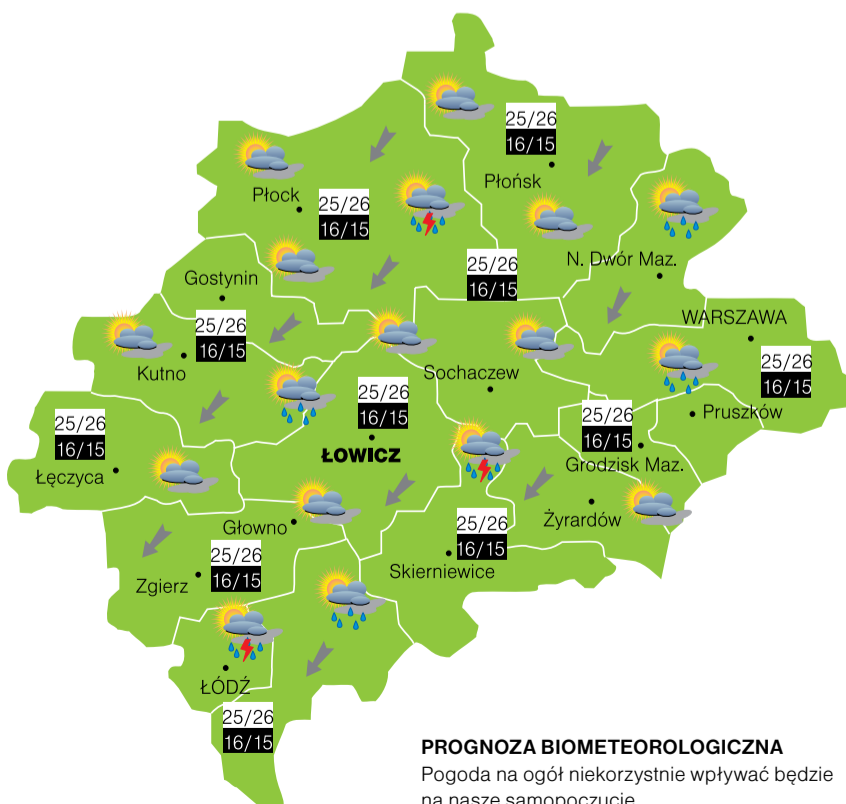 25/26
16/15
Płońsk
Płock
25/26
16/15
N. Dwór Maz.
25/26
16/15
Gostynin
25/26
16/15
Kutno
WARSZAWA
25/26
16/15
Sochaczew
25/26
16/15
ŁOWICZ
25/26
16/15
Pruszków
Grodzisk Maz.
25/26
16/15
Łęczyca
Żyrardów
Głowno
25/26
16/15
Skierniewice
25/26
16/15
Zgierz
ŁÓDŹ
25/26
16/15
PROGNOZA BIOMETEOROLOGICZNA
Pogoda na ogół niekorzystnie wpływać będzie
na nasze samopoczucie